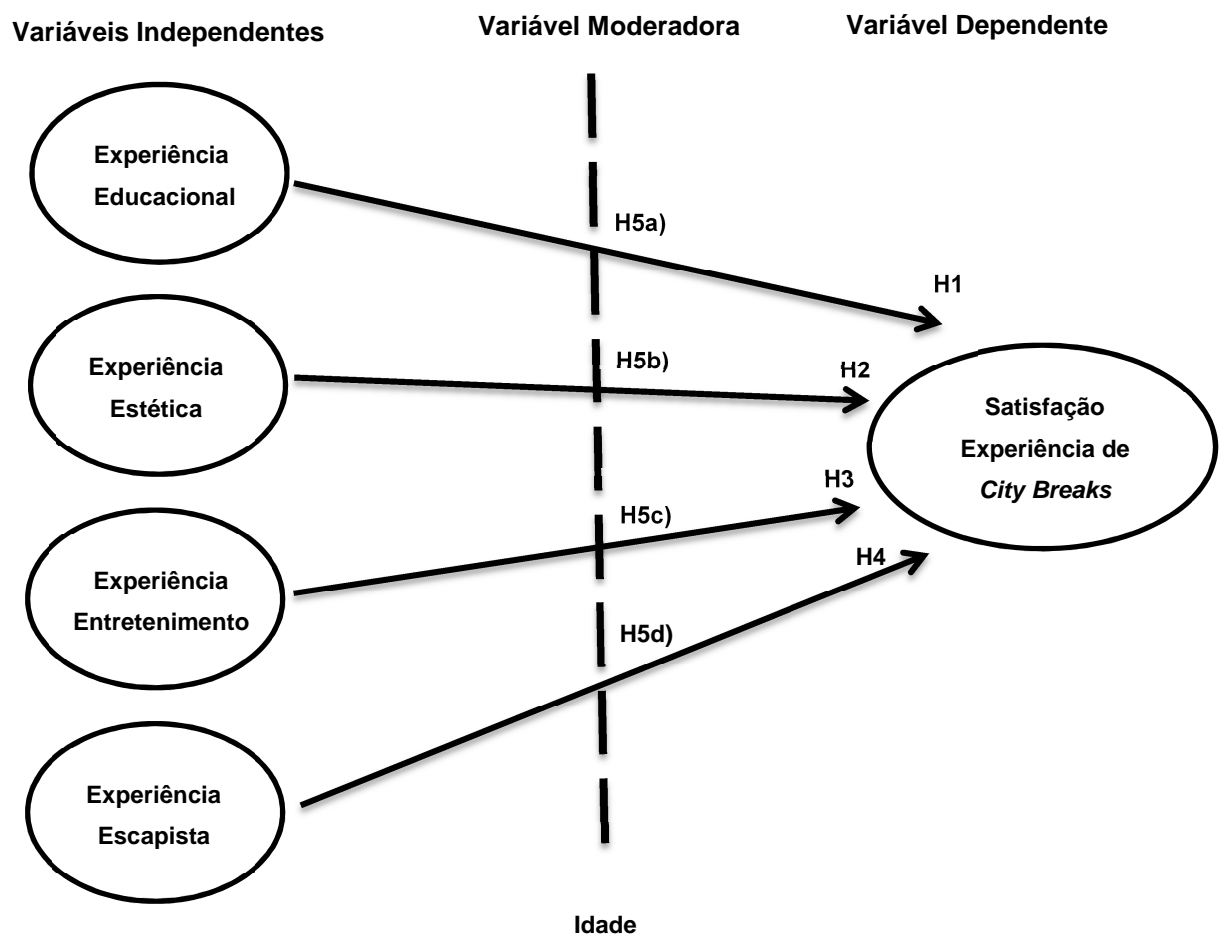 Variáveis Independentes
Variável Moderadora
Variável Dependente
Experiência
Educacional
H5a)
H1
Experiência
Estética
H5b)
H2
Satisfação
Experiência de
City Breaks
H3
Experiência
Entretenimento
H5c)
H4
H5d)
Experiência
Escapista
Idade